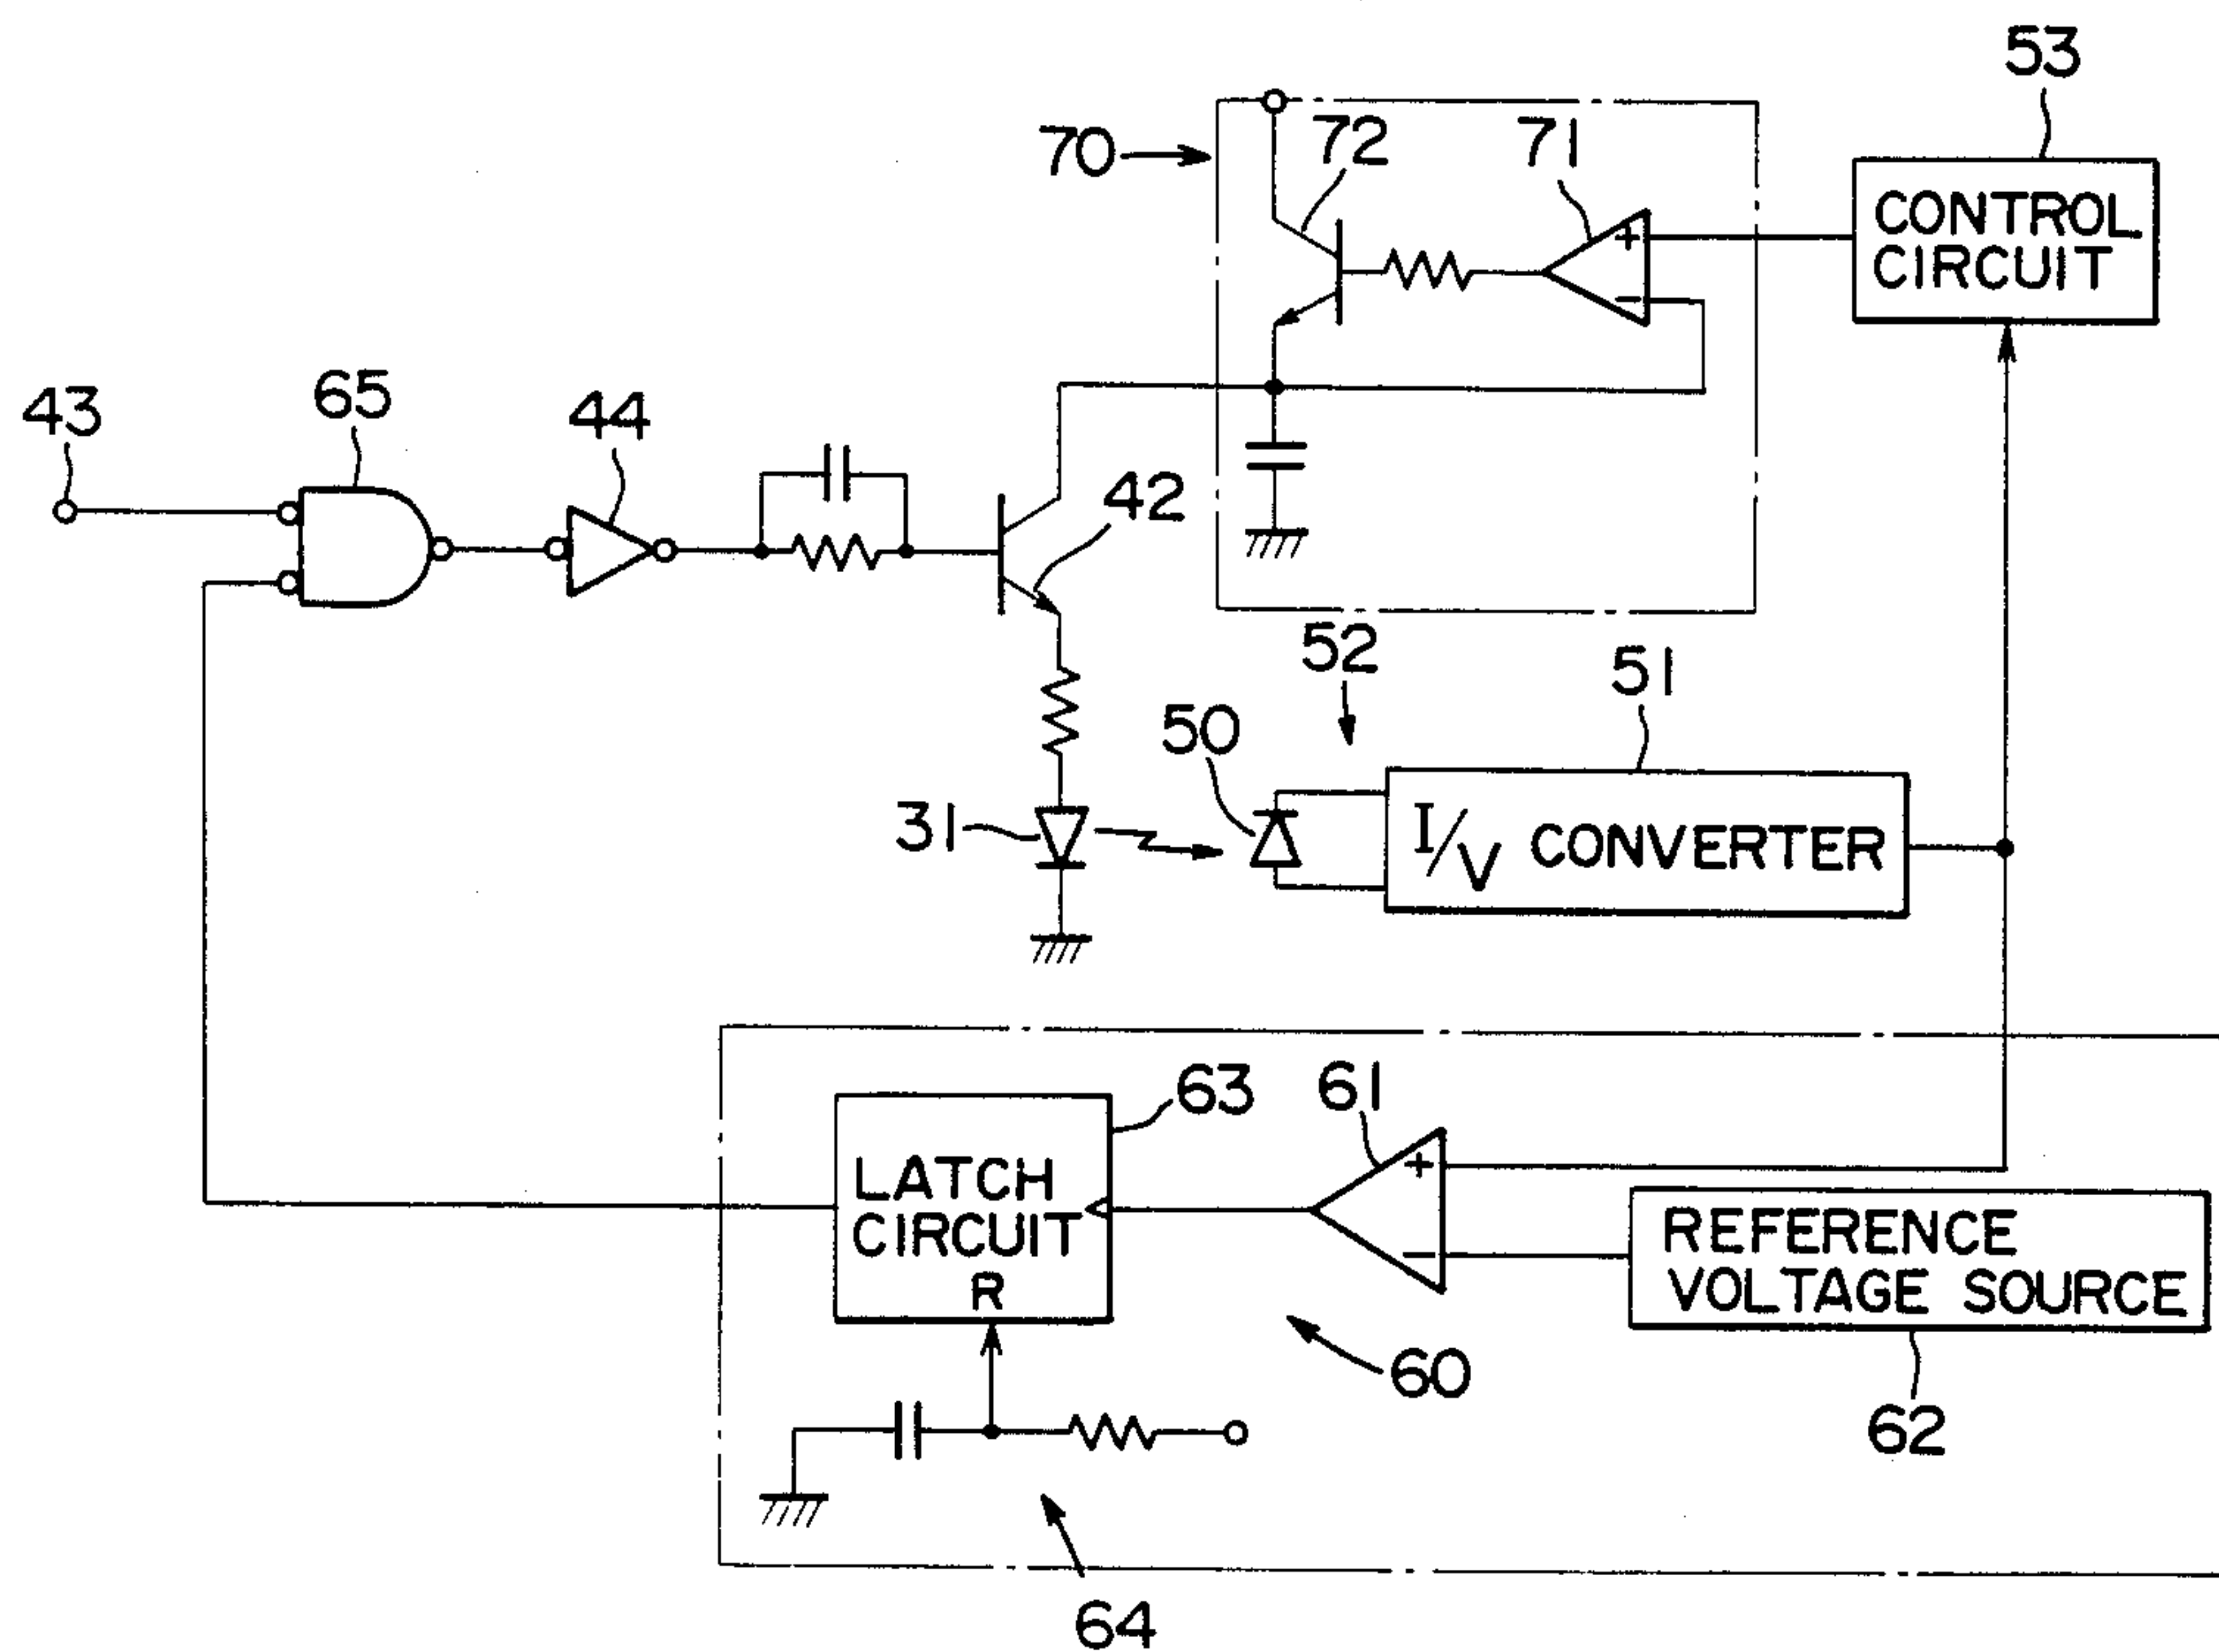 53
70
72
71
CONTROL
CIRCUIT
+
−
43
65
44
42
52
51
50
31
I/V CONVERTER
63
61
LATCH
CIRCUIT
R
+
−
REFERENCE
VOLTAGE SOURCE
60
62
64